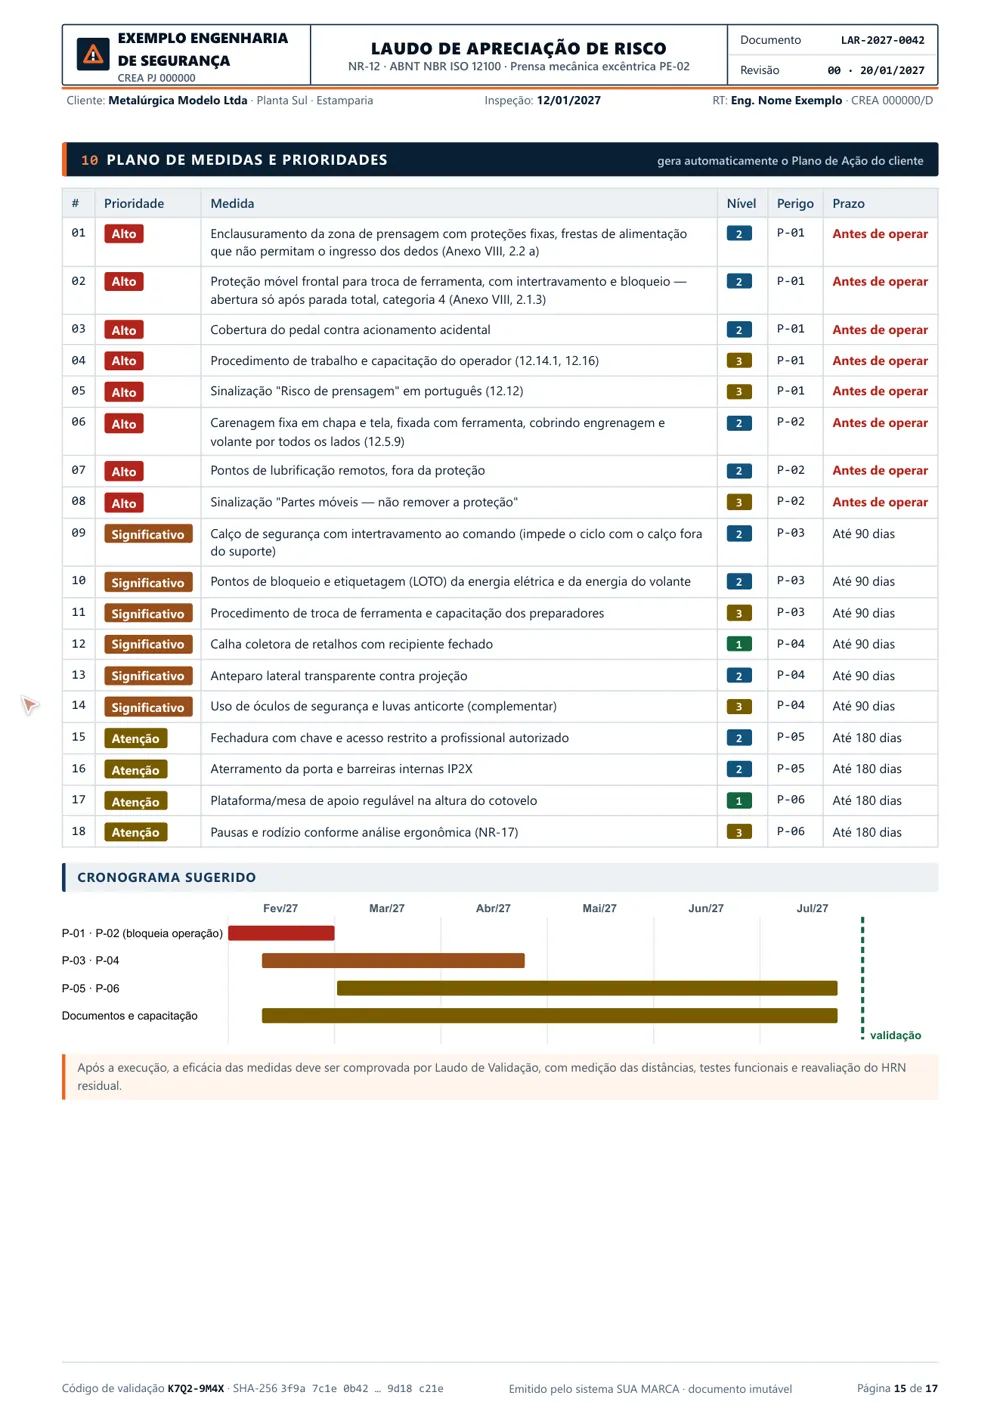 EXEMPLO ENGENHARIA
DE SEGURANÇA
CREA PJ 000000
LAUDO DE APRECIAÇÃO DE RISCO
NR-12 · ABNT NBR ISO 12100 · Prensa mecânica excêntrica PE-02
Documento LAR-2027-0042
Revisão 00 · 20/01/2027
Cliente: Metalúrgica Modelo Ltda · Planta Sul · Estamparia Inspeção: 12/01/2027 RT: Eng. Nome Exemplo · CREA 000000/D
10 PLANO DE MEDIDAS E PRIORIDADES gera automaticamente o Plano de Ação do cliente
# Prioridade Medida Nível Perigo Prazo
01 Alto Enclausuramento da zona de prensagem com proteções fixas, frestas de alimentação 2 P-01 Antes de operar
que não permitam o ingresso dos dedos (Anexo VIII, 2.2 a)
02 Alto Proteção móvel frontal para troca de ferramenta, com intertravamento e bloqueio — 2 P-01 Antes de operar
abertura só após parada total, categoria 4 (Anexo VIII, 2.1.3)
03 Alto Cobertura do pedal contra acionamento acidental 2 P-01 Antes de operar
04 Alto Procedimento de trabalho e capacitação do operador (12.14.1, 12.16) 3 P-01 Antes de operar
05 Alto Sinalização "Risco de prensagem" em português (12.12) 3 P-01 Antes de operar
06 Alto Carenagem fixa em chapa e tela, fixada com ferramenta, cobrindo engrenagem e 2 P-02 Antes de operar
volante por todos os lados (12.5.9)
07 Alto Pontos de lubrificação remotos, fora da proteção 2 P-02 Antes de operar
08 Alto Sinalização "Partes móveis — não remover a proteção" 3 P-02 Antes de operar
09 Significativo Calço de segurança com intertravamento ao comando (impede o ciclo com o calço fora 2 P-03 Até 90 dias
do suporte)
10 Significativo Pontos de bloqueio e etiquetagem (LOTO) da energia elétrica e da energia do volante 2 P-03 Até 90 dias
11 Significativo Procedimento de troca de ferramenta e capacitação dos preparadores 3 P-03 Até 90 dias
12 Significativo Calha coletora de retalhos com recipiente fechado 1 P-04 Até 90 dias
13 Significativo Anteparo lateral transparente contra projeção 2 P-04 Até 90 dias
14 Significativo Uso de óculos de segurança e luvas anticorte (complementar) 3 P-04 Até 90 dias
15 Atenção Fechadura com chave e acesso restrito a profissional autorizado 2 P-05 Até 180 dias
16 Atenção Aterramento da porta e barreiras internas IP2X 2 P-05 Até 180 dias
17 Atenção Plataforma/mesa de apoio regulável na altura do cotovelo 1 P-06 Até 180 dias
18 Atenção Pausas e rodízio conforme análise ergonômica (NR-17) 3 P-06 Até 180 dias
CRONOGRAMA SUGERIDO
Fev/27 Mar/27 Abr/27 Mai/27 Jun/27 Jul/27
P-01 · P-02 (bloqueia operação)
P-03 · P-04
P-05 · P-06
Documentos e capacitação
validação
Após a execução, a eficácia das medidas deve ser comprovada por Laudo de Validação, com medição das distâncias, testes funcionais e reavaliação do HRN
residual.
Código de validação K7Q2-9M4X · SHA-256 3f9a 7c1e 0b42 … 9d18 c21e Emitido pelo sistema SUA MARCA · documento imutável Página 15 de 17